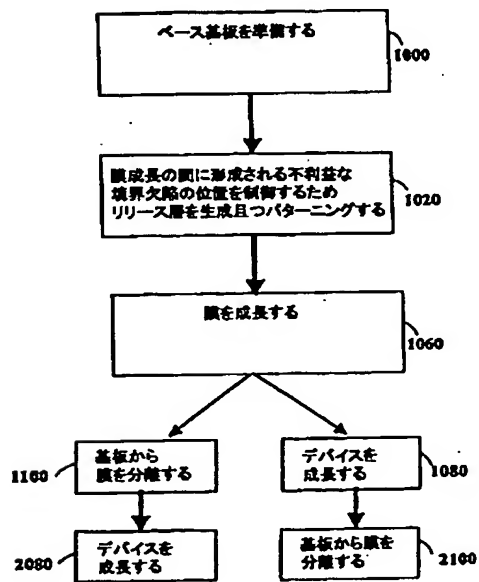 ベース基板を準備する
1000
膜成長の間に形成される不利益な
境界欠陥の位置を制御するため
リリース層を生成且つパターニングする
1020
膜を成長する
1060
基板から
膜を分離する
1160
デバイスを
成長する
1080
デバイスを
成長する
2080
基板から膜を
分離する
2100